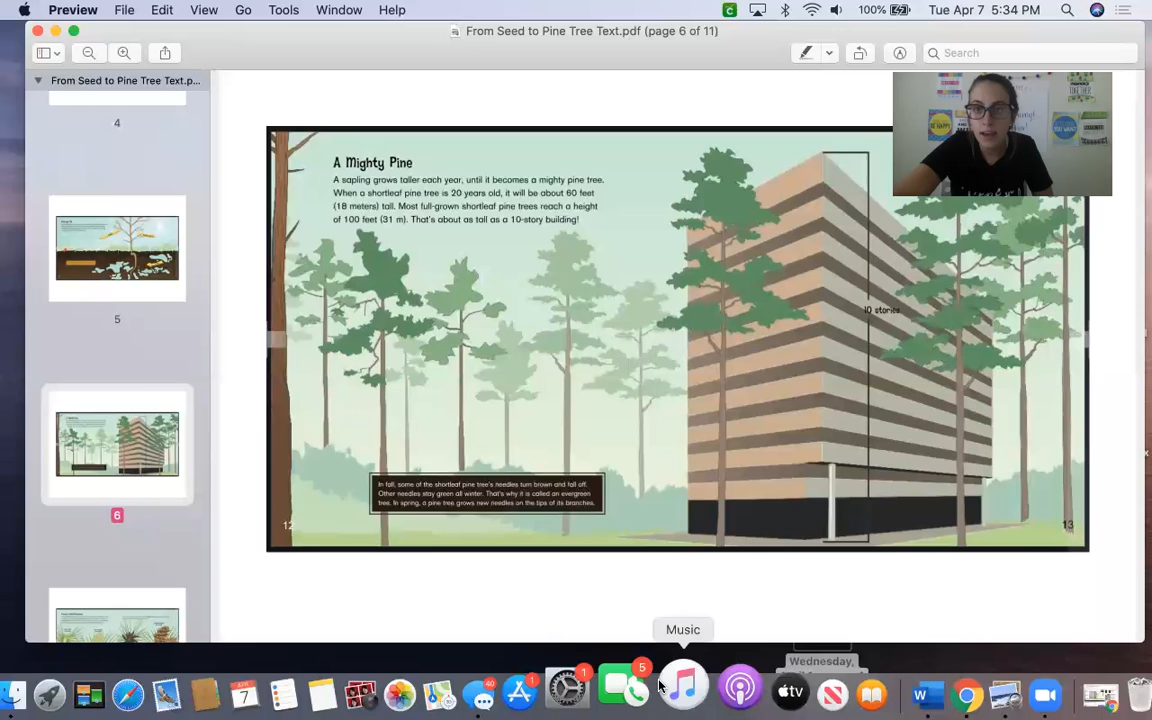 Preview File Edit View Go Tools Window Help 100% Tue Apr 7 5:34 PM
From Seed to Pine Tree Text.pdf (page 6 of 11)
Search
From Seed to Pine Tree Text.p...
4
5
6
A Mighty Pine
A sapling grows taller each year, until it becomes a mighty pine tree.
When a shortleaf pine tree is 20 years old, it will be about 60 feet
(18 meters) tall. Most full-grown shortleaf pine trees reach a height
of 100 feet (31 m). That's about as tall as a 10-story building!
10 stories
In fall, some of the shortleaf pine tree's needles turn brown and fall off.
Other needles stay green all winter. That's why it is called an evergreen
tree. In spring, a pine tree grows new needles on the tips of its branches.
12
13
Music
Wednesday,
APR
7
40
1
1
5
tv